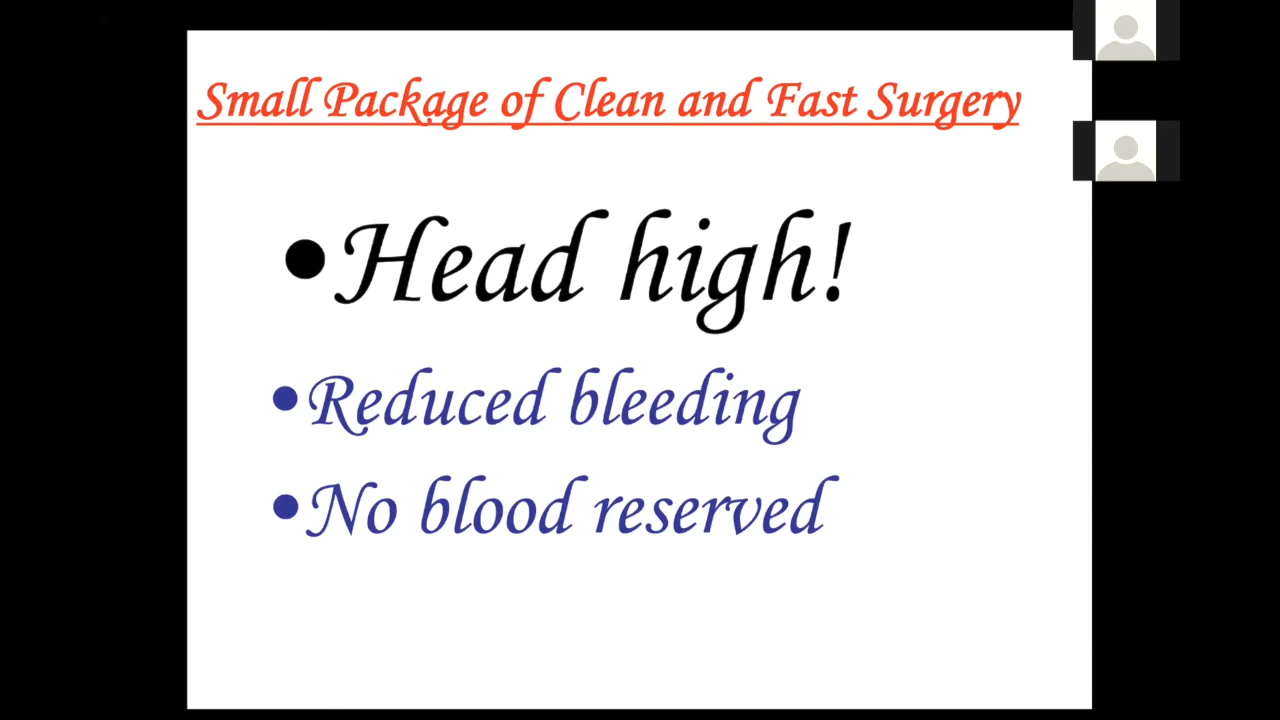 Small Package of Clean and Fast Surgery
•Head high!
•Reduced bleeding
•No blood reserved